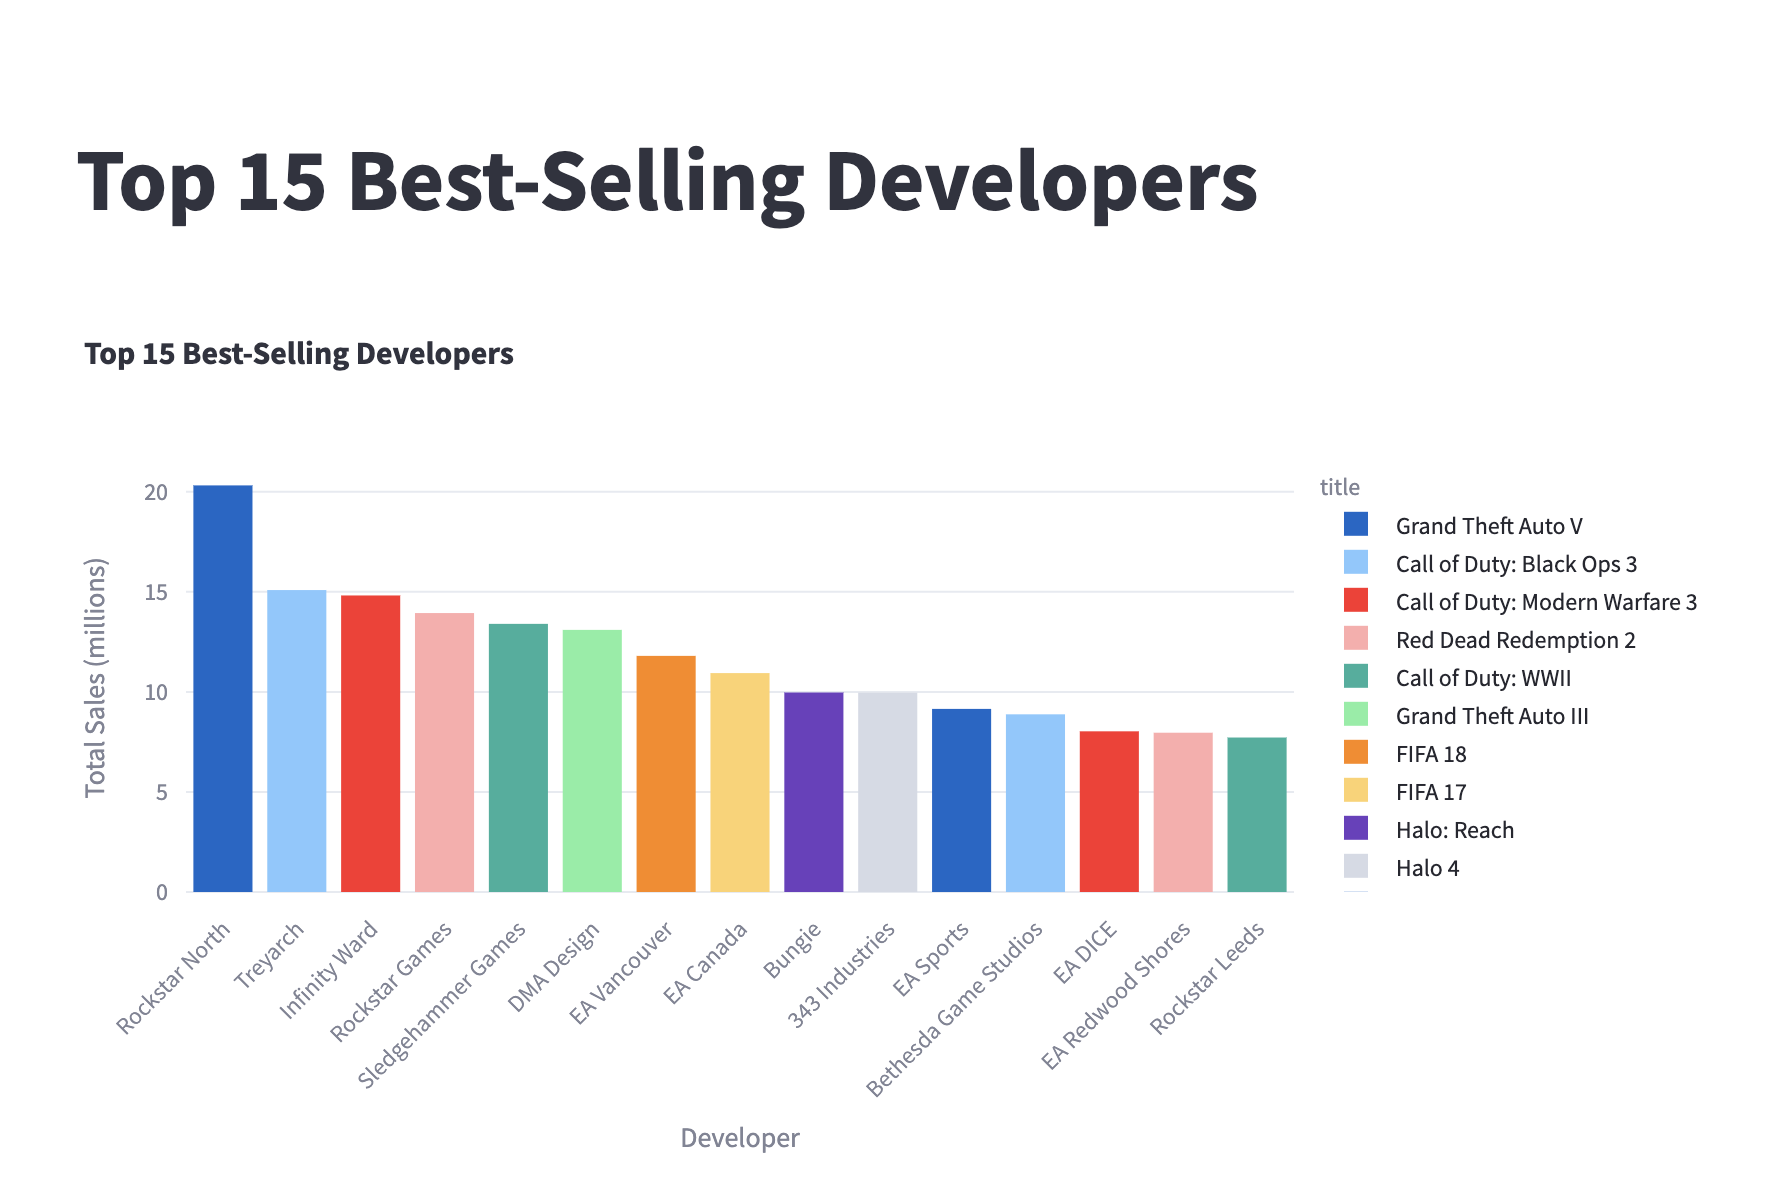 Top 15 Best-Selling Developers
Top 15 Best-Selling Developers
Total Sales (millions)
20
15
10
5
0
Rockstar North
Treyarch
Infinity Ward
Rockstar Games
Sledgehammer Games
DMA Design
EA Vancouver
EA Canada
Bungie
343 Industries
EA Sports
Bethesda Game Studios
EA DICE
EA Redwood Shores
Rockstar Leeds
Developer
title
Grand Theft Auto V
Call of Duty: Black Ops 3
Call of Duty: Modern Warfare 3
Red Dead Redemption 2
Call of Duty: WWII
Grand Theft Auto III
FIFA 18
FIFA 17
Halo: Reach
Halo 4